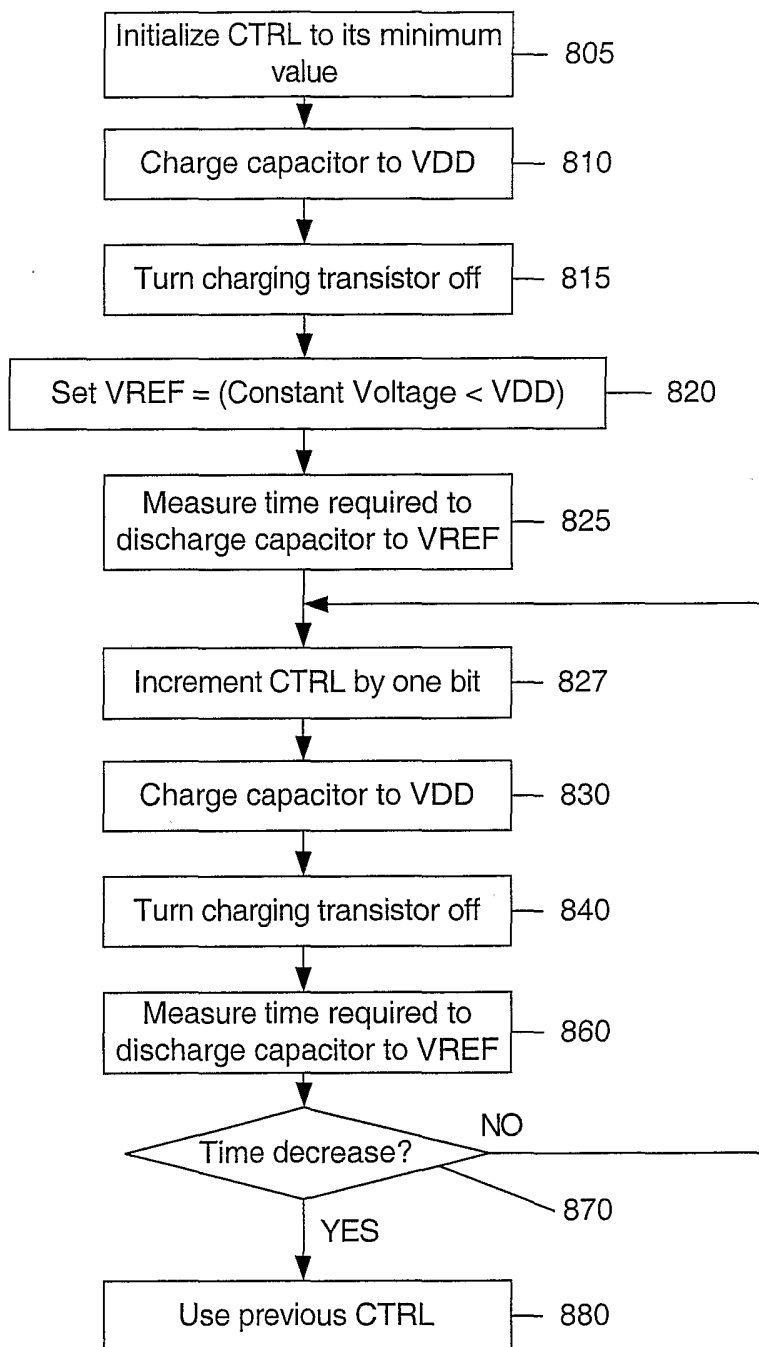 Initialize CTRL to its minimum
value
805
Charge capacitor to VDD
810
Turn charging transistor off
815
Set VREF = (Constant Voltage < VDD)
820
Measure time required to
discharge capacitor to VREF
825
Increment CTRL by one bit
827
Charge capacitor to VDD
830
Turn charging transistor off
840
Measure time required to
discharge capacitor to VREF
860
Time decrease?
NO
870
YES
Use previous CTRL
880